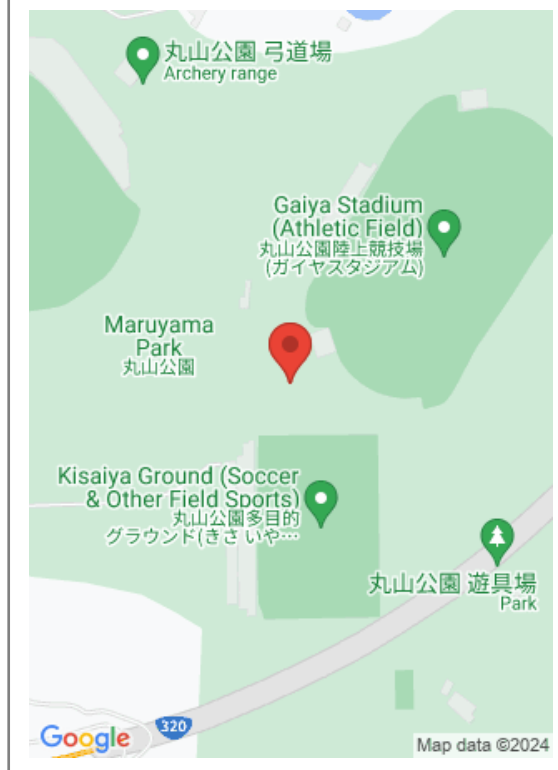 丸山公園 弓道場
Archery range
Gaiya Stadium
(Athletic Field)
丸山公園陸上競技場
(ガイヤスタジアム)
Maruyama
Park
丸山公園
Kisaiya Ground (Soccer
& Other Field Sports)
丸山公園多目的
グラウンド(きさいや…
丸山公園 遊具場
Park
320
Google
Map data ©2024